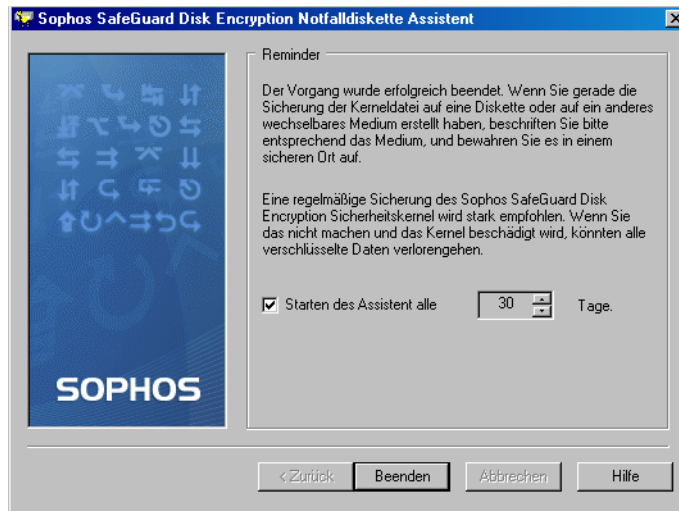 Sophos SafeGuard Disk Encryption Notfalldiskette Assistent
Reminder
Der Vorgang wurde erfolgreich beendet. Wenn Sie gerade die
Sicherung der Kerneldatei auf eine Diskette oder auf ein anderes
wechselbares Medium erstellt haben, beschriften Sie bitte
entsprechend das Medium, und bewahren Sie es in einem
sicheren Ort auf.
Eine regelmäßige Sicherung des Sophos SafeGuard Disk
Encryption Sicherheitskernel wird stark empfohlen. Wenn Sie
das nicht machen und das Kernel beschädigt wird, könnten alle
verschlüsselte Daten verlorengehen.
Starten des Assistent alle 30 Tage.
SOPHOS
< Zurück Beenden Abbrechen Hilfe